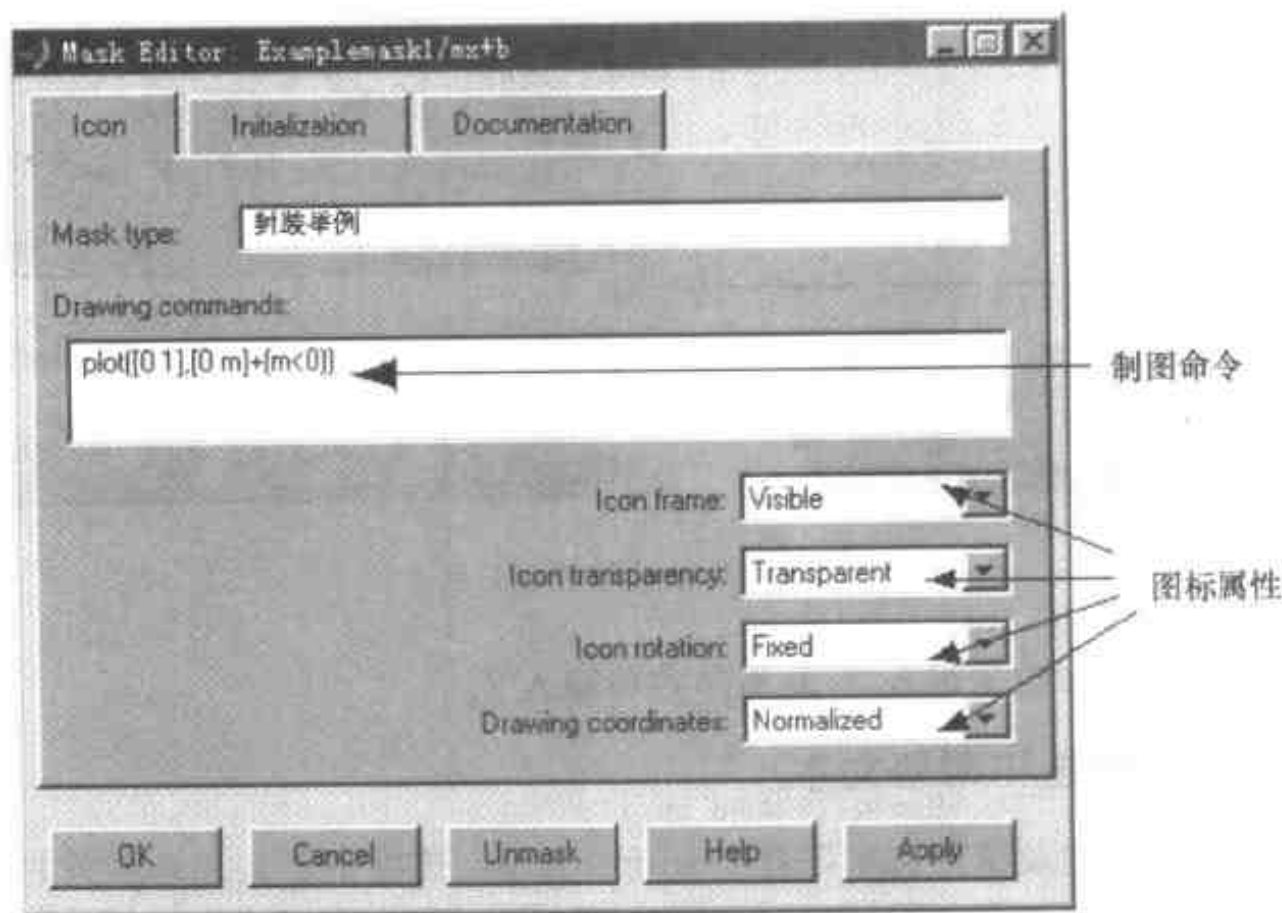 Mask Editor Examplemask1/mx+b
Icon Initialization Documentation
Mask type: 封装举例
Drawing commands:
plot([0 1],[0 m]+(m<0))
制图命令
Icon frame: Visible
Icon transparency: Transparent
图标属性
Icon rotation: Fixed
Drawing coordinates: Normalized
OK Cancel Unmask Help Apply